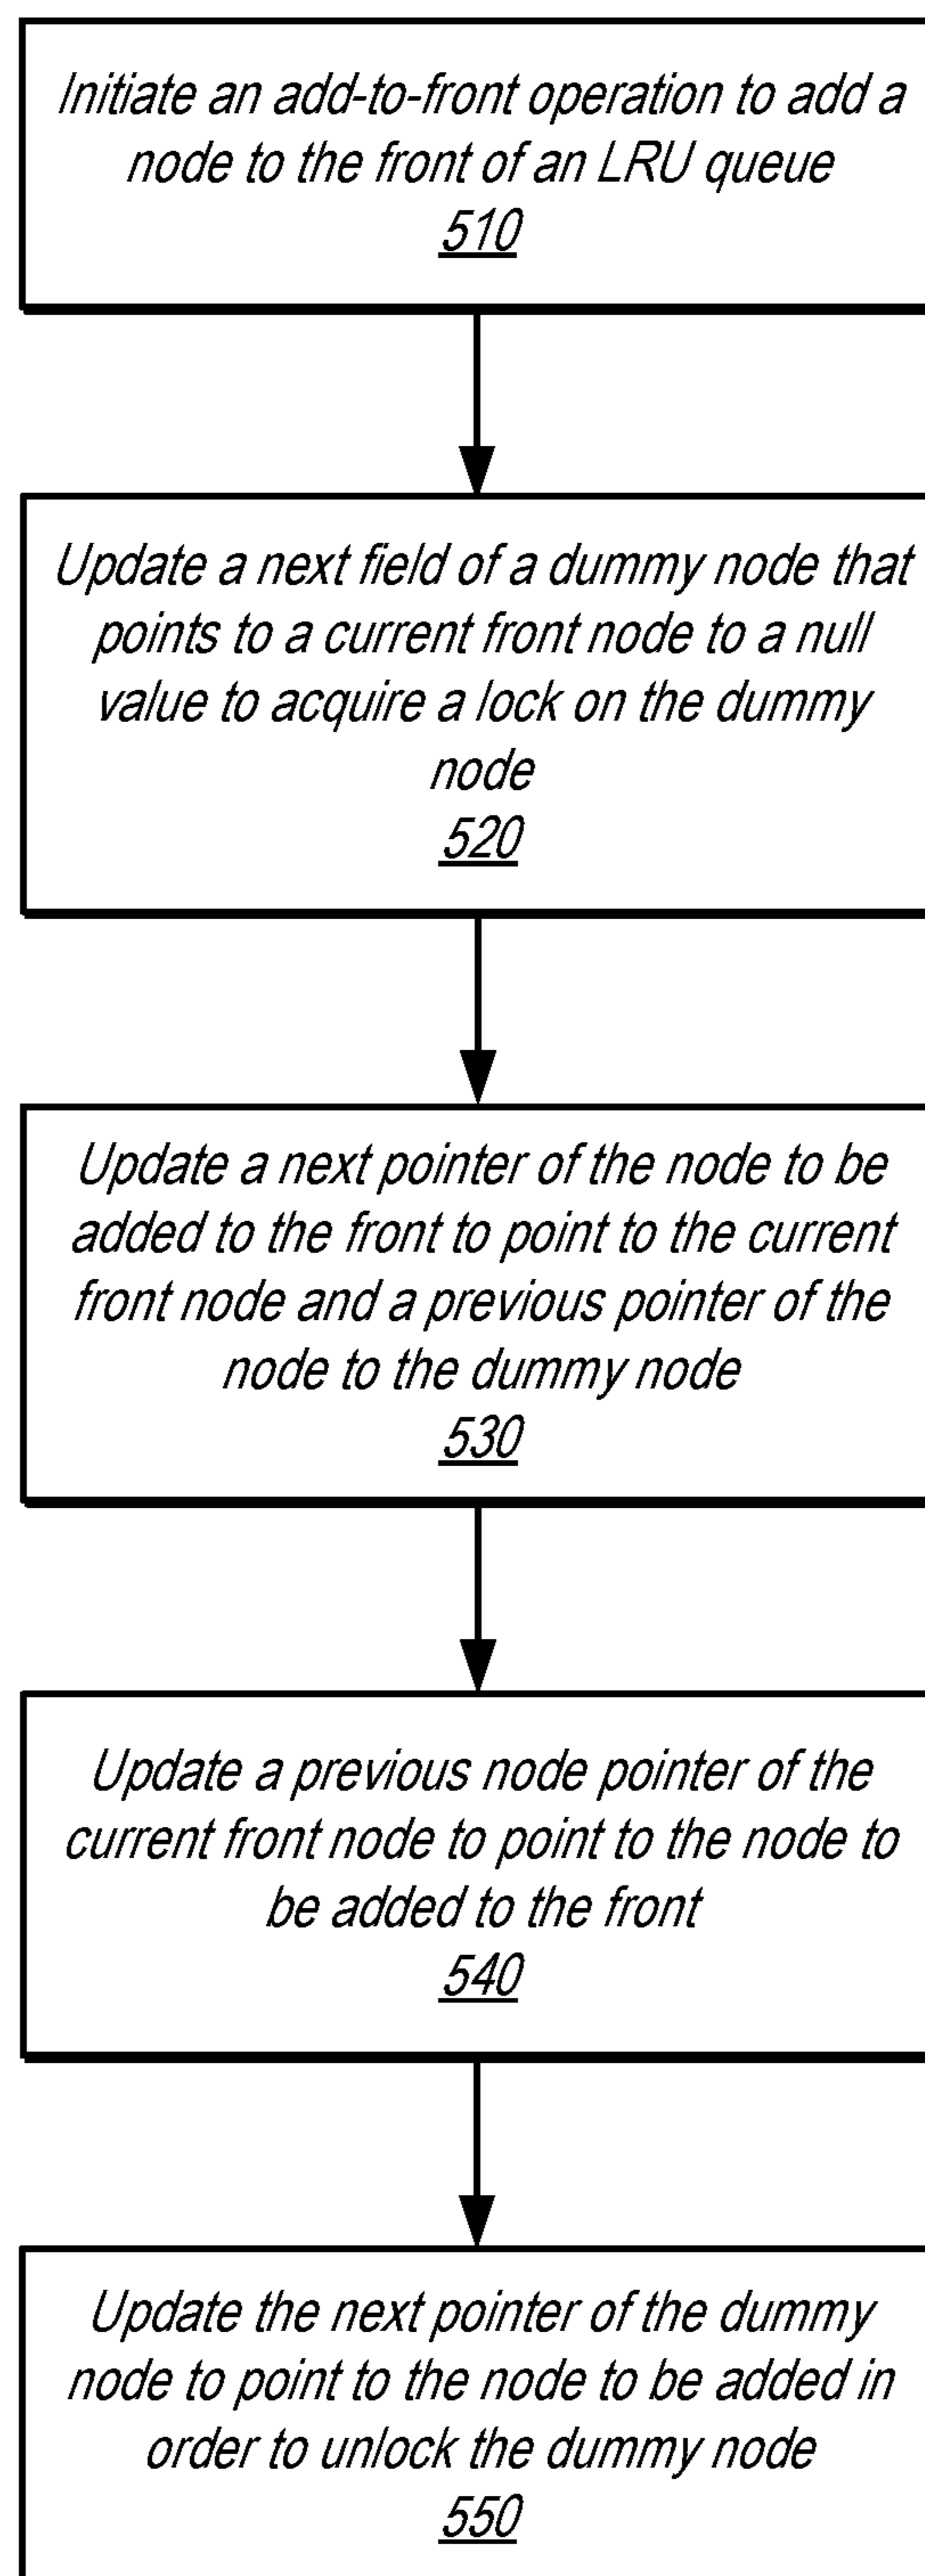 Initiate an add-to-front operation to add a
node to the front of an LRU queue
510
Update a next field of a dummy node that
points to a current front node to a null
value to acquire a lock on the dummy
node
520
Update a next pointer of the node to be
added to the front to point to the current
front node and a previous pointer of the
node to the dummy node
530
Update a previous node pointer of the
current front node to point to the node to
be added to the front
540
Update the next pointer of the dummy
node to point to the node to be added in
order to unlock the dummy node
550